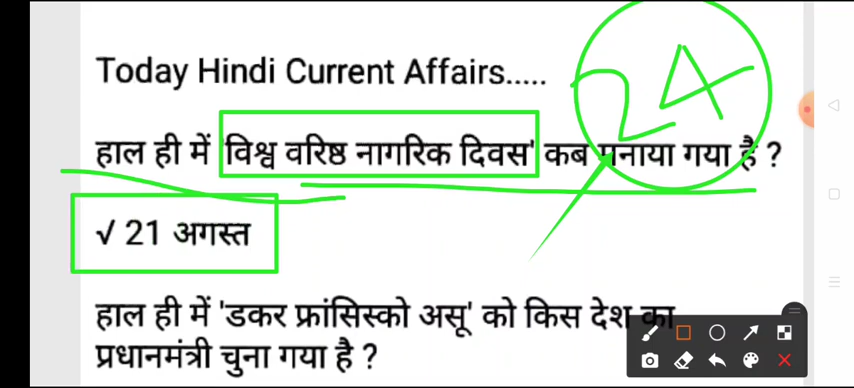 Today Hindi Current Affairs.....
24
हाल ही में 'विश्व वरिष्ठ नागरिक दिवस' कब मनाया गया है ?
√ 21 अगस्त
हाल ही में 'डकर फ्रांसिस्को असू' को किस देश का
प्रधानमंत्री चुना गया है ?